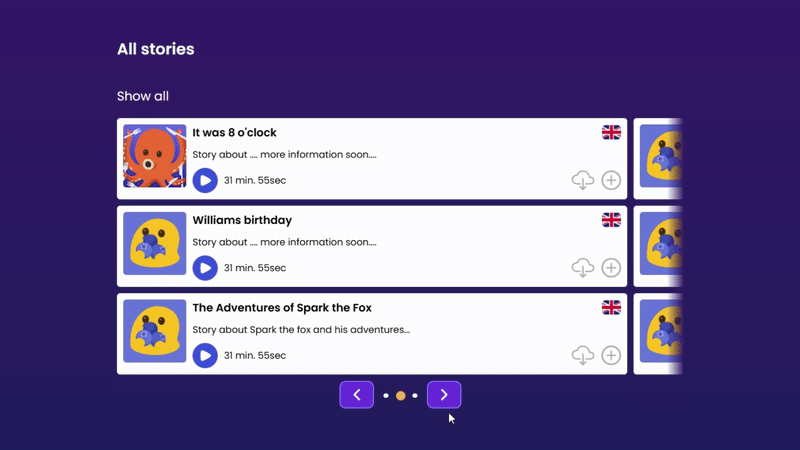 All stories
Show all
It was 8 o'clock
Story about .... more information soon....
31 min. 55sec
Williams birthday
Story about .... more information soon....
31 min. 55sec
The Adventures of Spark the Fox
Story about Spark the fox and his adventures...
31 min. 55sec